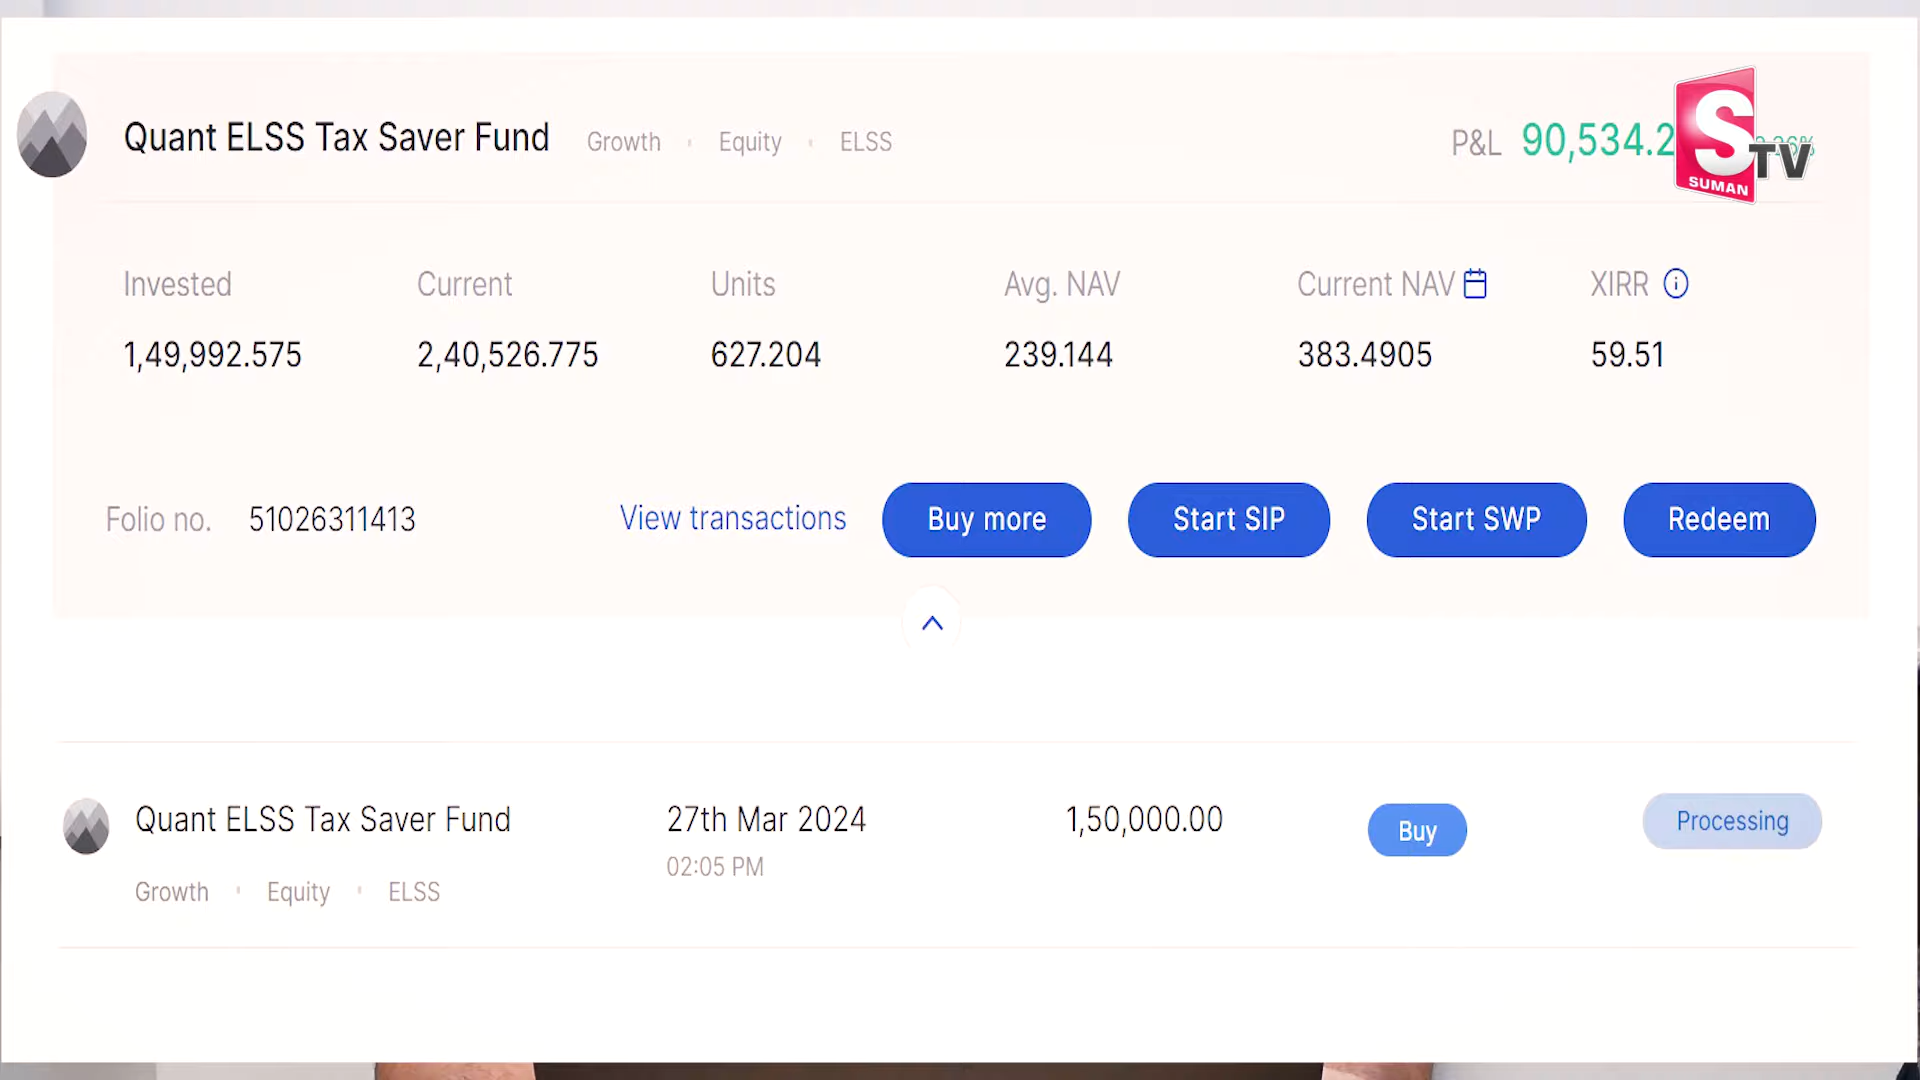 Quant ELSS Tax Saver Fund Growth Equity ELSS P&L 90,534.2
S TV
SUMAN
Invested Current Units Avg. NAV Current NAV XIRR
1,49,992.575 2,40,526.775 627.204 239.144 383.4905 59.51
Folio no. 51026311413 View transactions Buy more Start SIP Start SWP Redeem
Quant ELSS Tax Saver Fund 27th Mar 2024 1,50,000.00 Buy Processing
02:05 PM
Growth Equity ELSS